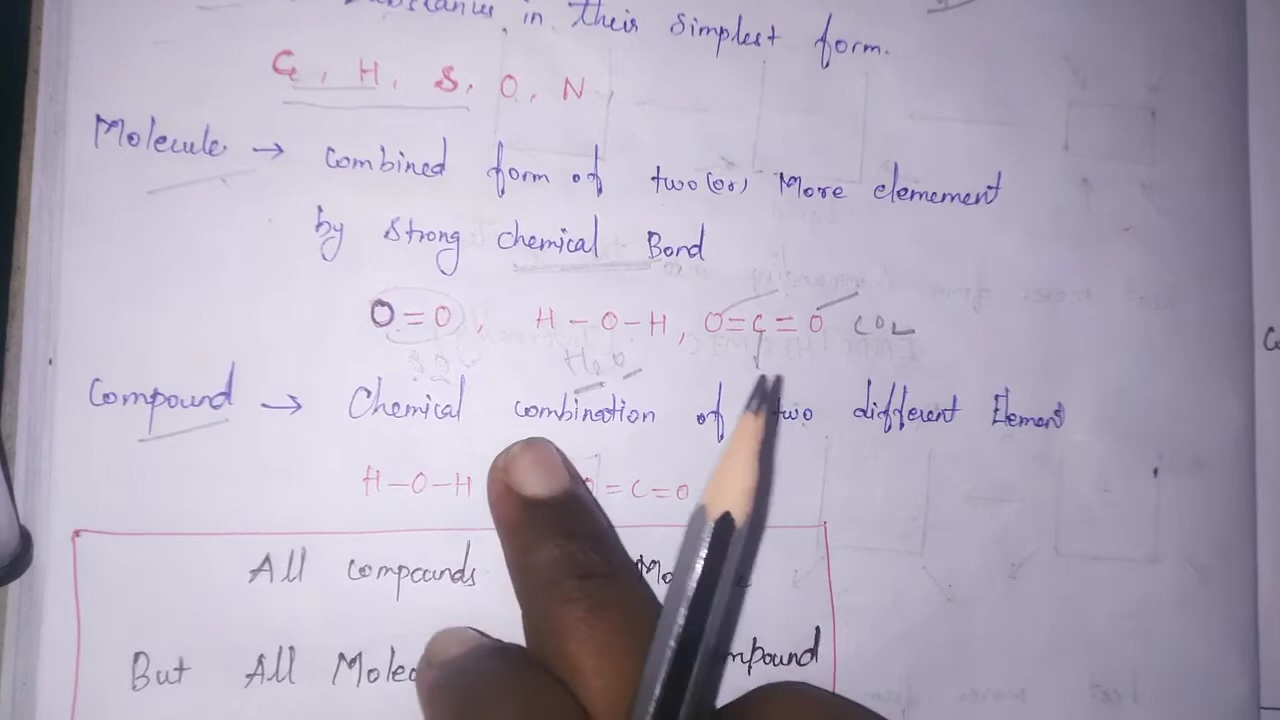 in their simplest form.
C, H, S, O, N
Molecule → combined form of two(or) More elemement
by strong chemical Bond
O=O, H-O-H, O=C=O CO2
O2 H2O
Compound → Chemical combination of two different Element
H-O-H =C=O
All compounds
But All